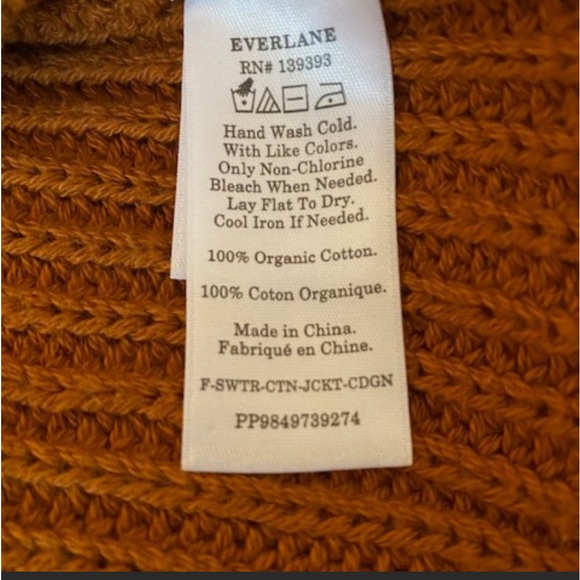 EVERLANE
RN# 139393
Hand Wash Cold.
With Like Colors.
Only Non-Chlorine
Bleach When Needed.
Lay Flat To Dry.
Cool Iron If Needed.
100% Organic Cotton.
100% Coton Organique.
Made in China.
Fabriqué en Chine.
F-SWTR-CTN-JCKT-CDGN
PP9849739274